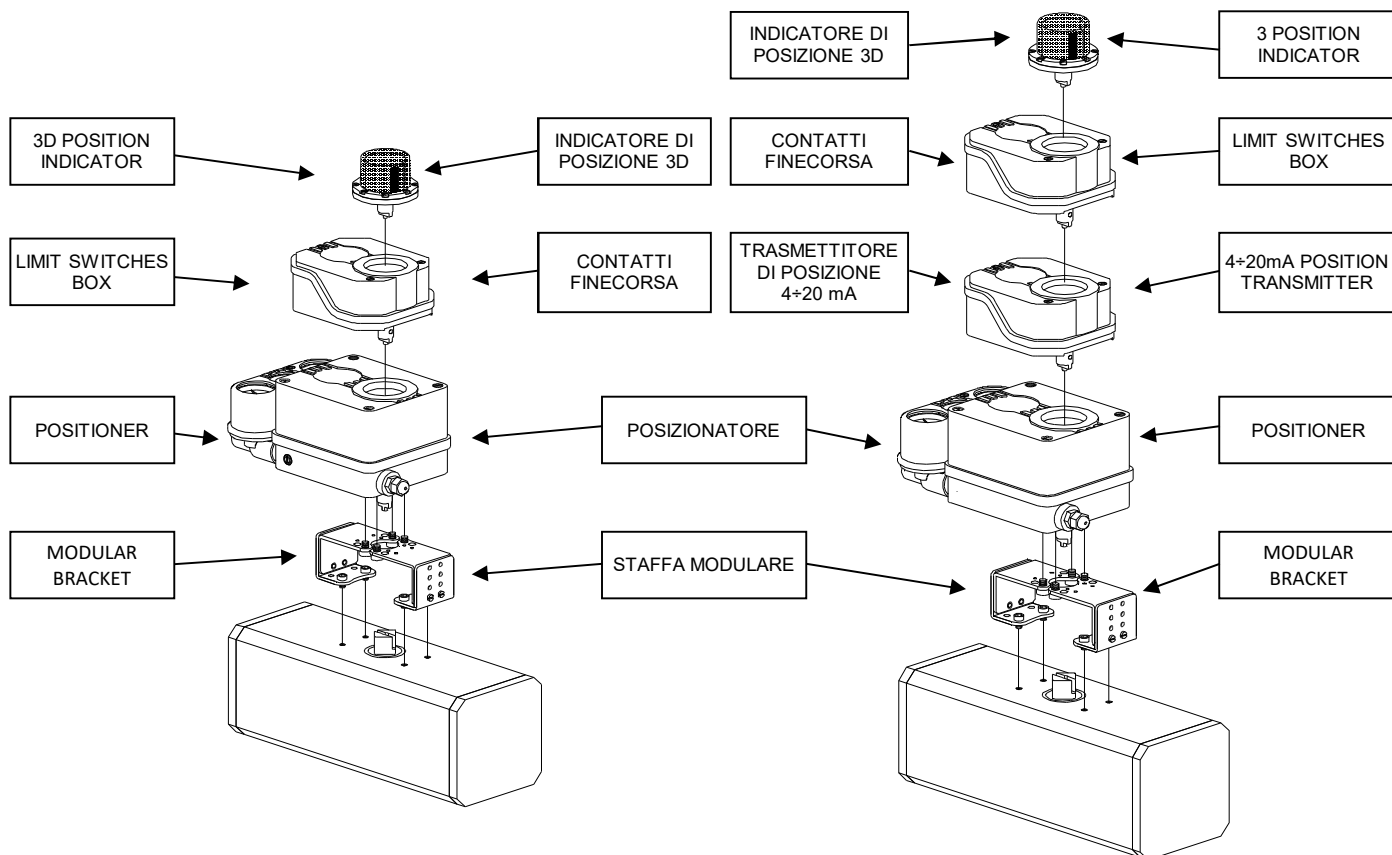 INDICATORE DI
POSIZIONE 3D
3 POSITION
INDICATOR
3D POSITION
INDICATOR
INDICATORE DI
POSIZIONE 3D
CONTATTI
FINECORSA
LIMIT SWITCHES
BOX
LIMIT SWITCHES
BOX
CONTATTI
FINECORSA
TRASMETTITORE
DI POSIZIONE
4÷20 mA
4÷20mA POSITION
TRANSMITTER
POSITIONER
POSIZIONATORE
POSITIONER
MODULAR
BRACKET
STAFFA MODULARE
MODULAR
BRACKET